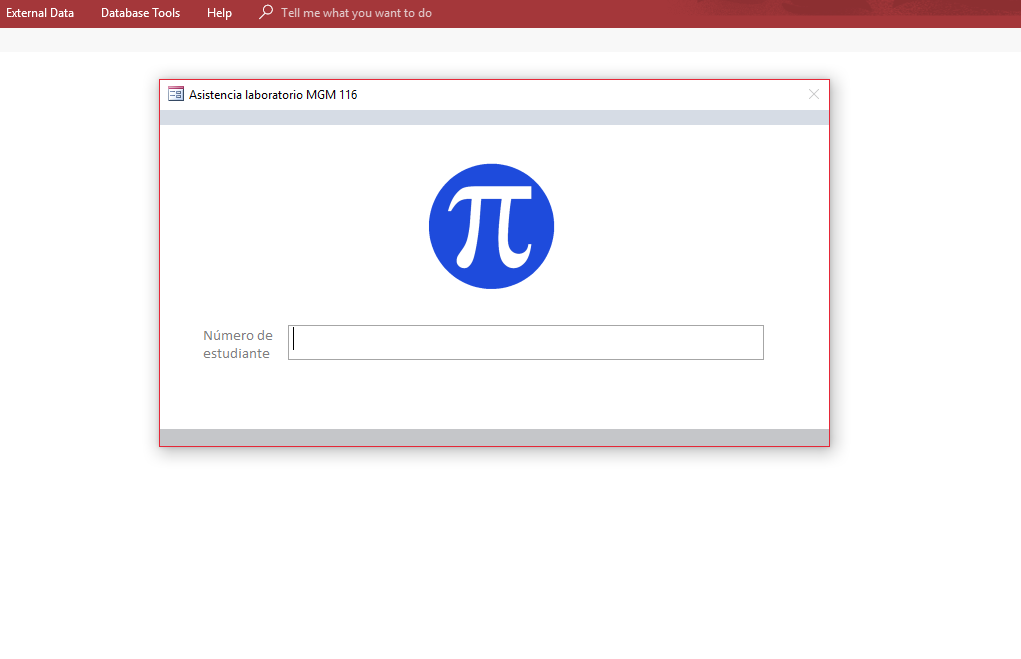 External Data Database Tools Help Tell me what you want to do
Asistencia laboratorio MGM 116
π
Número de
estudiante